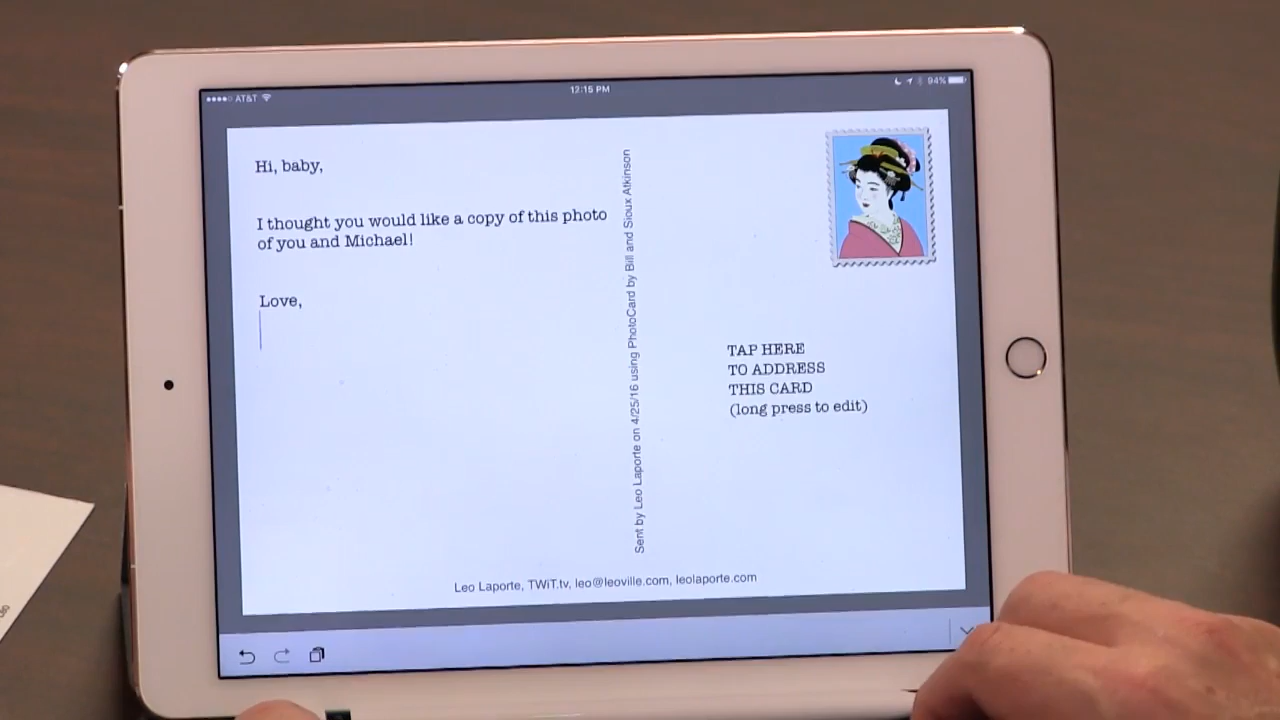 AT&T
12:15 PM
94%
Hi, baby,
I thought you would like a copy of this photo
of you and Michael!
Love,
Sent by Leo Laporte on 4/25/16 using PhotoCard by Bill and Sioux Atkinson
TAP HERE
TO ADDRESS
THIS CARD
(long press to edit)
Leo Laporte, TWiT.tv, leo@leoville.com, leolaporte.com